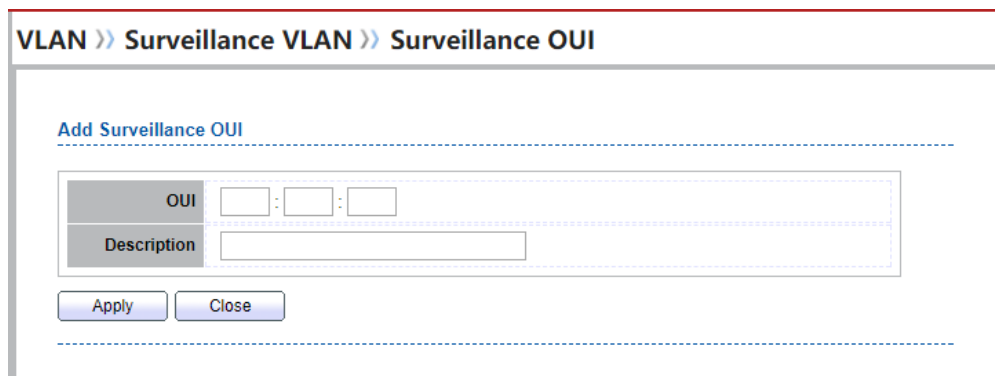 VLAN 》 Surveillance VLAN 》 Surveillance OUI
Add Surveillance OUI
OUI : :
Description
Apply Close